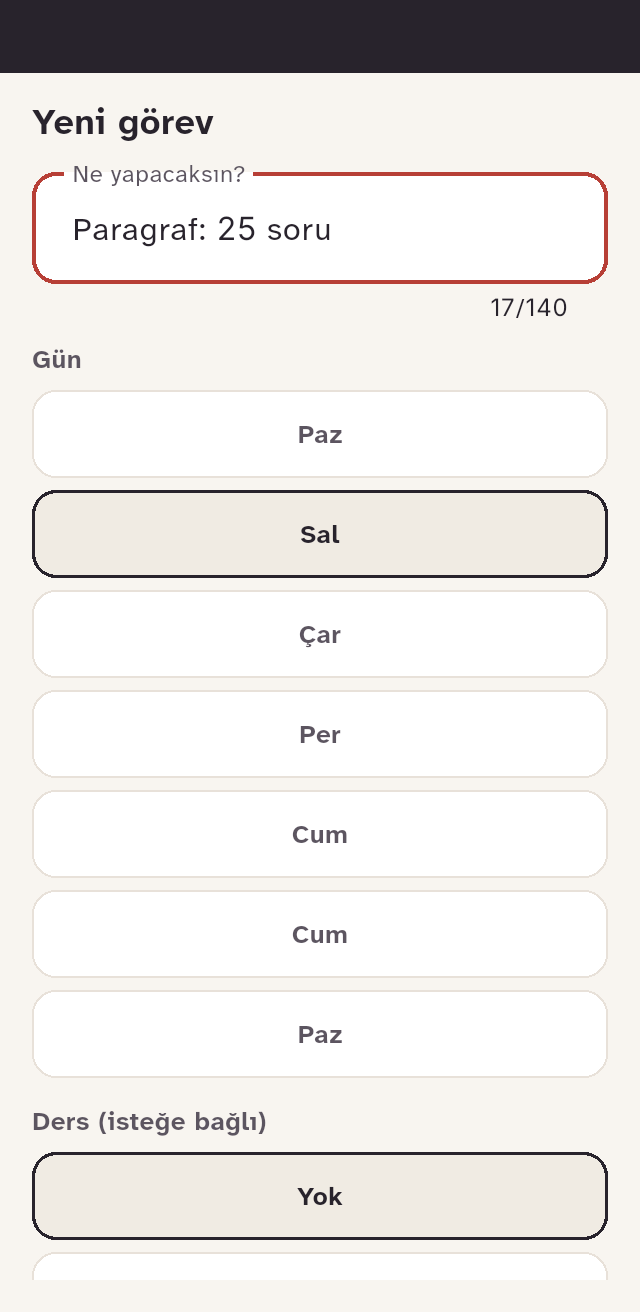 Yeni görev
Ne yapacaksın?
Paragraf: 25 soru
17/140
Gün
Paz
Sal
Çar
Per
Cum
Cum
Paz
Ders (isteğe bağlı)
Yok